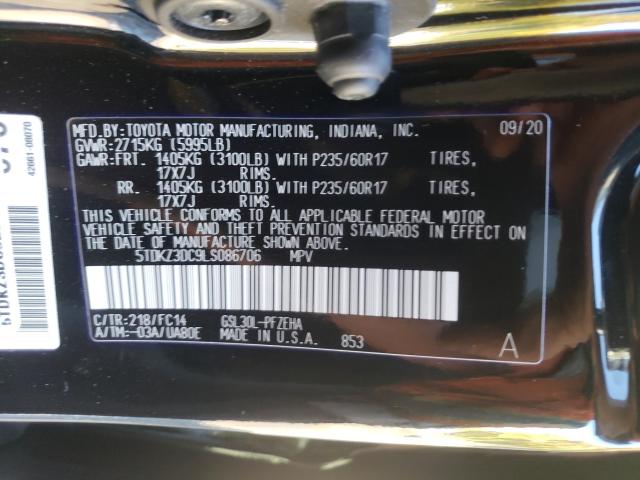 MFD.BY:TOYOTA MOTOR MANUFACTURING, INDIANA, INC. 09/20
GVWR:2715KG (5995LB)
GAWR:FRT. 1405KG (3100LB) WITH P235/60R17 TIRES,
17X7J RIMS.
RR. 1405KG (3100LB) WITH P235/60R17 TIRES,
17X7J RIMS.
THIS VEHICLE CONFORMS TO ALL APPLICABLE FEDERAL MOTOR
VEHICLE SAFETY AND THEFT PREVENTION STANDARDS IN EFFECT ON
THE DATE OF MANUFACTURE SHOWN ABOVE.
5TDKZ3DC9LS086706 MPV
C/TR:218/FC14 GSL30L-PFZEHA
A/TM:-03A/UA80E MADE IN U.S.A. 853 A
42661-08070